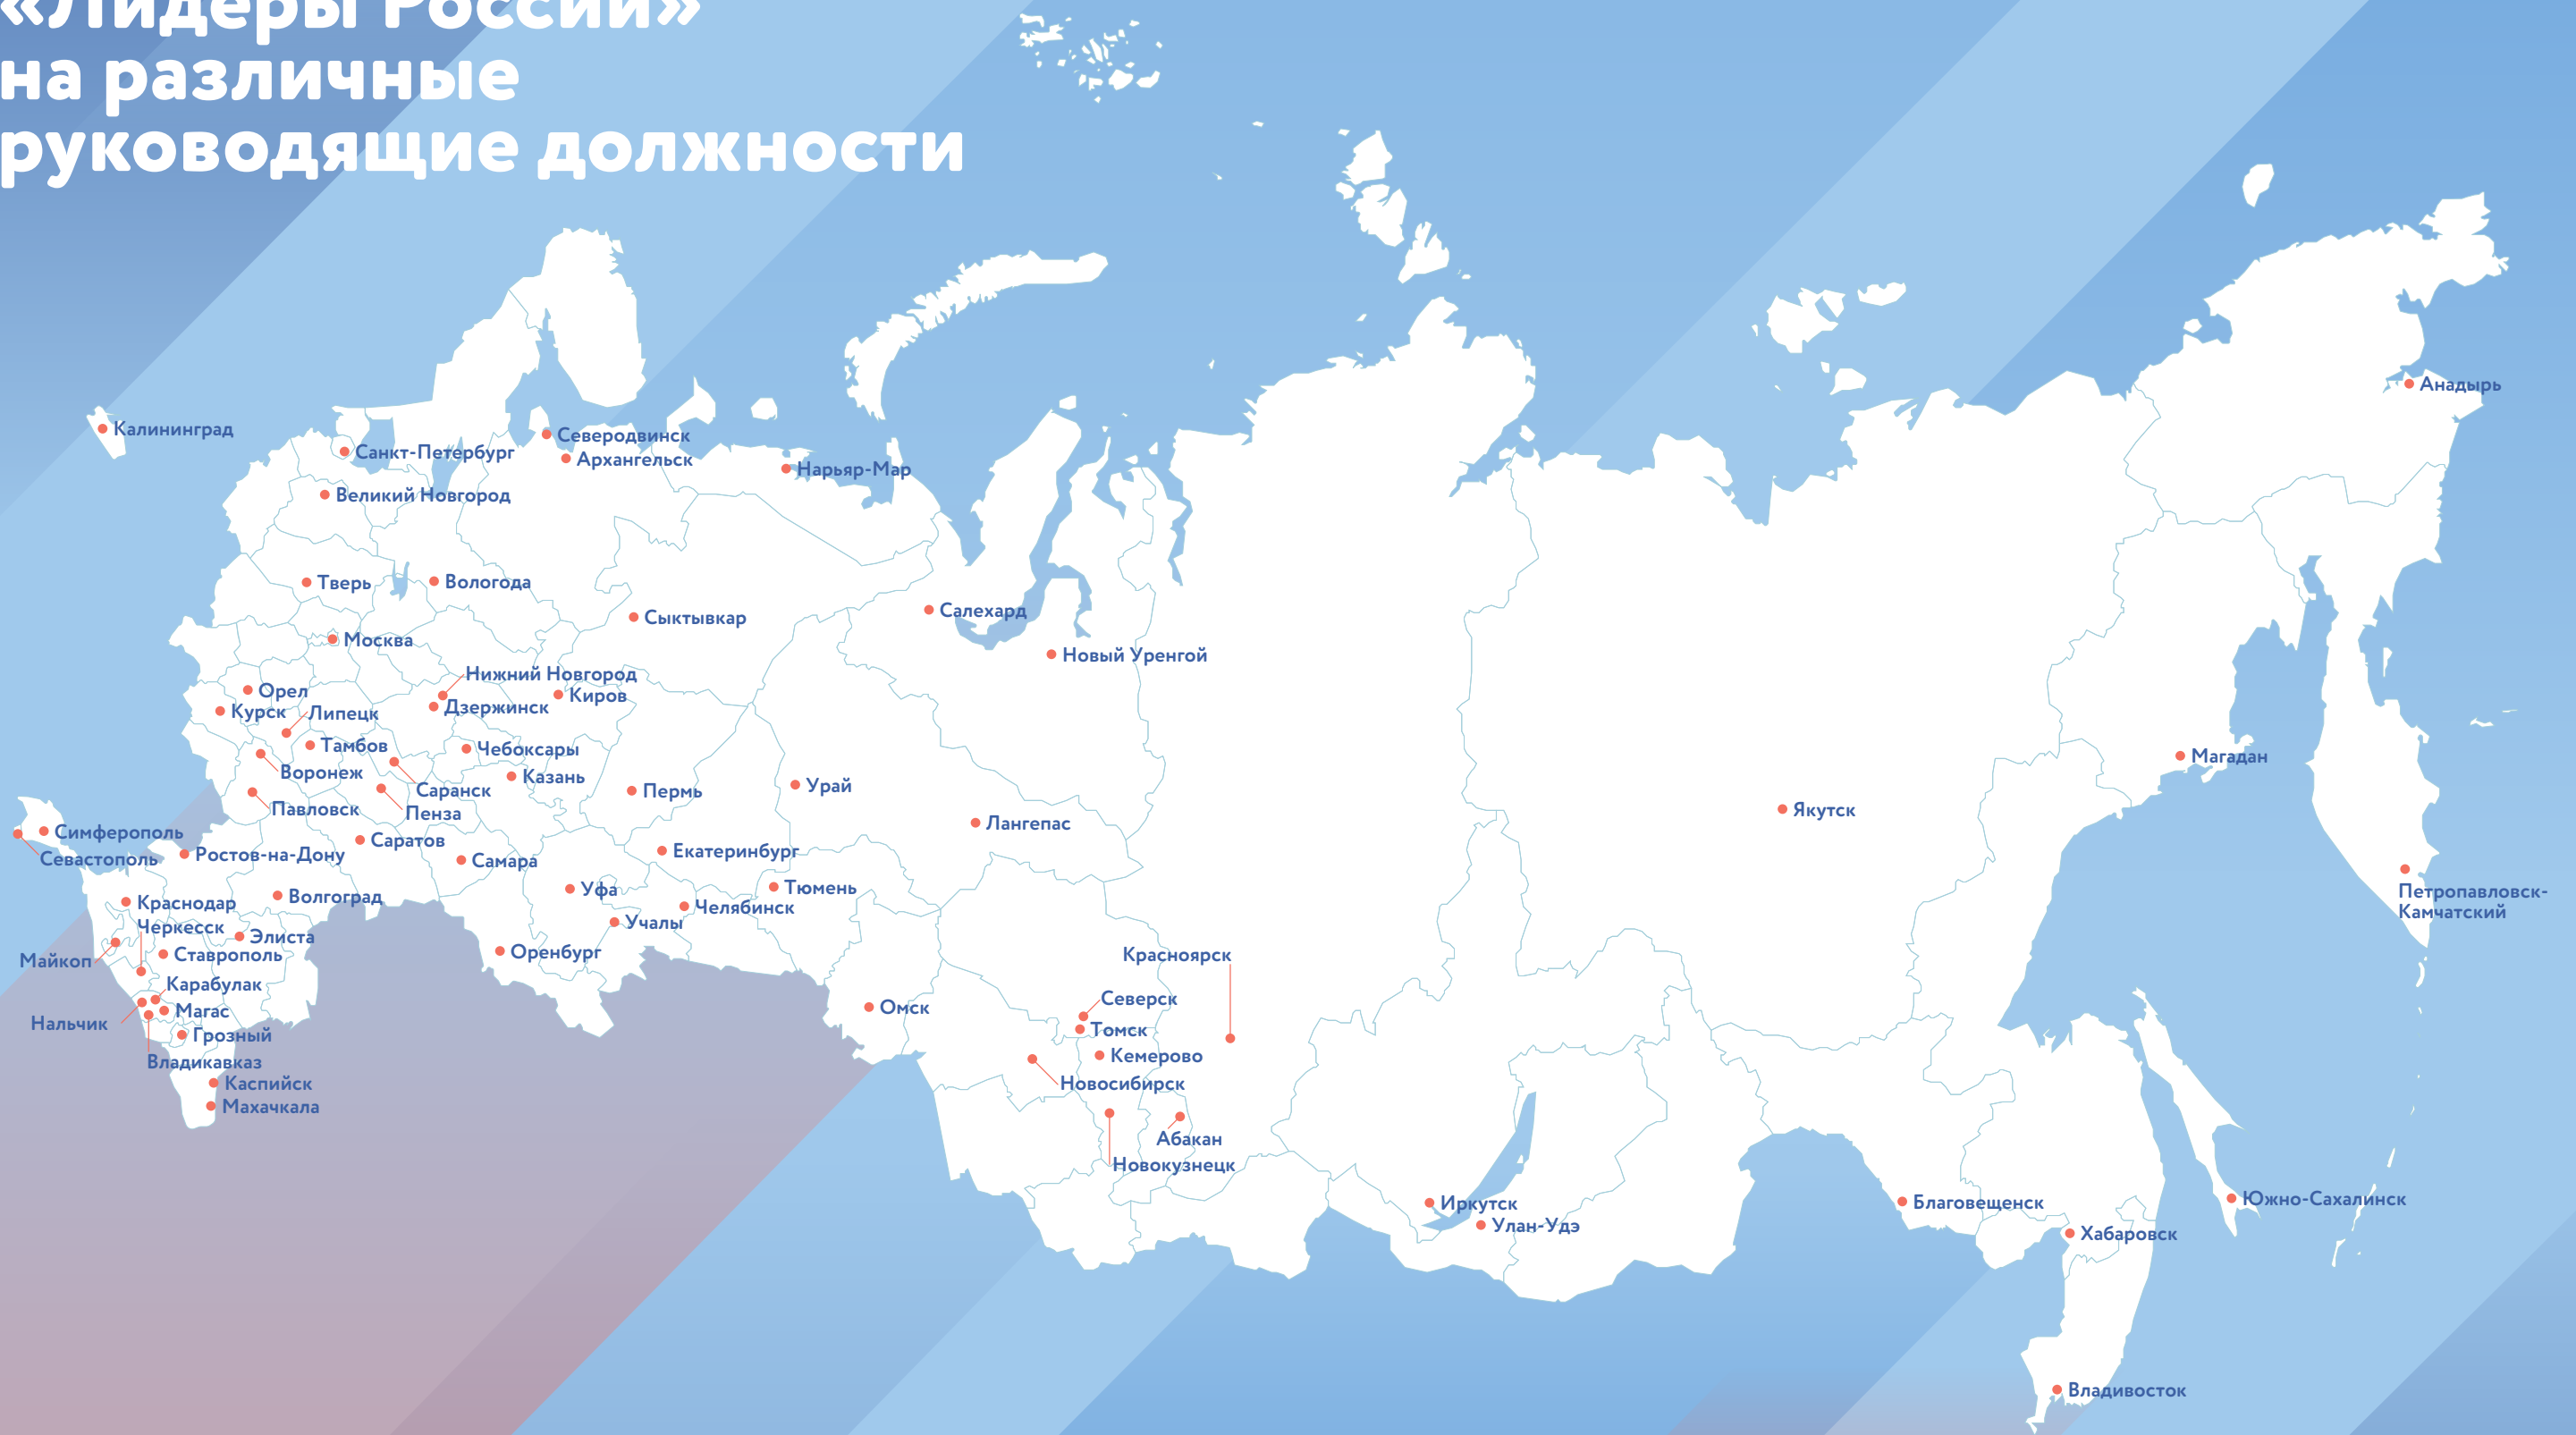 «Лидеры России»
на различные
руководящие должности
Анадырь
Калининград
Северодвинск
Санкт-Петербург
Архангельск
Нарьяр-Мар
Великий Новгород
Тверь
Вологода
Салехард
Сыктывкар
Москва
Новый Уренгой
Нижний Новгород
Орел
Киров
Курск
Дзержинск
Липецк
Тамбов
Чебоксары
Магадан
Воронеж
Казань
Урай
Саранск
Пермь
Павловск
Пенза
Якутск
Лангепас
Симферополь
Саратов
Екатеринбург
Севастополь
Ростов-на-Дону
Самара
Тюмень
Уфа
Петропавловск-
Камчатский
Волгоград
Краснодар
Челябинск
Черкесск
Учалы
Элиста
Оренбург
Ставрополь
Красноярск
Майкоп
Карабулак
Северск
Омск
Магас
Нальчик
Томск
Грозный
Кемерово
Владикавказ
Каспийск
Новосибирск
Махачкала
Абакан
Новокузнецк
Южно-Сахалинск
Иркутск
Благовещенск
Улан-Удэ
Хабаровск
Владивосток